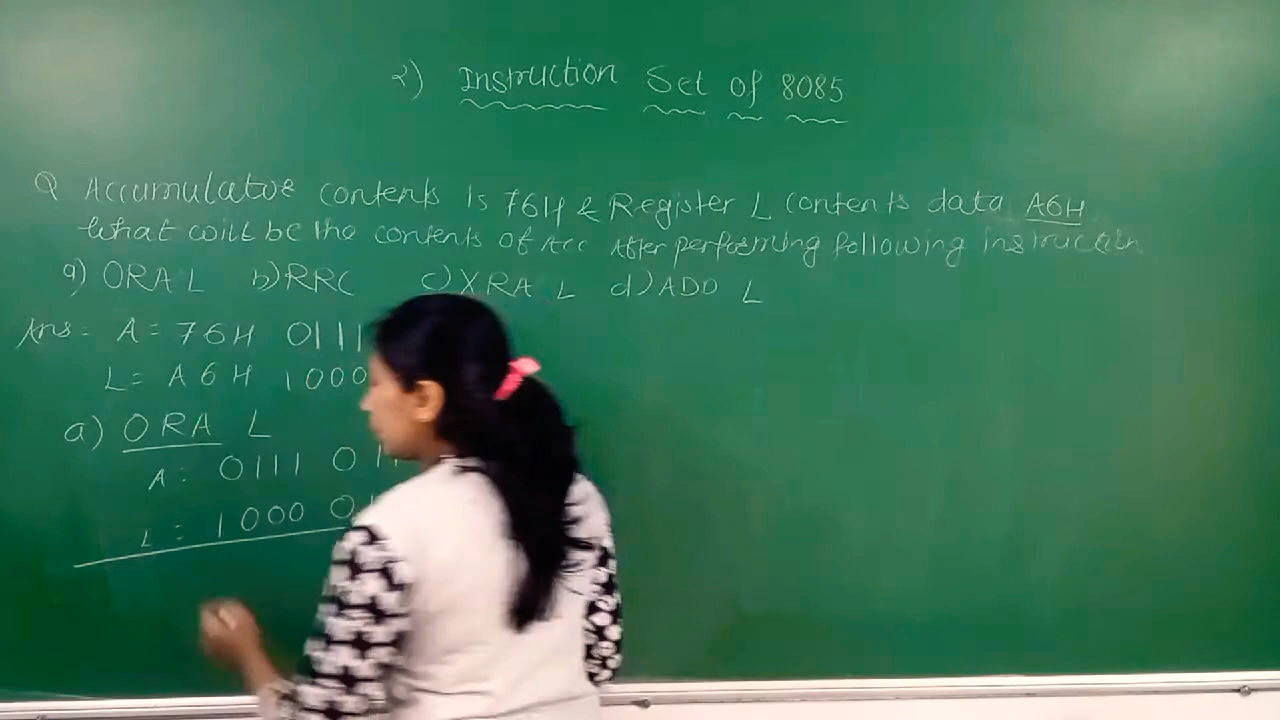 2) Instruction Set of 8085
Q Accumulator contents is 76H & Register L contents data A6H
What will be the contents of Acc After performing following instruction
a) ORA L b) RRC c) XRA L d) ADD L
Ans = A = 76H 0111
L = A6H 1000
a) ORA L
A: 0111 01
L: 1000 01